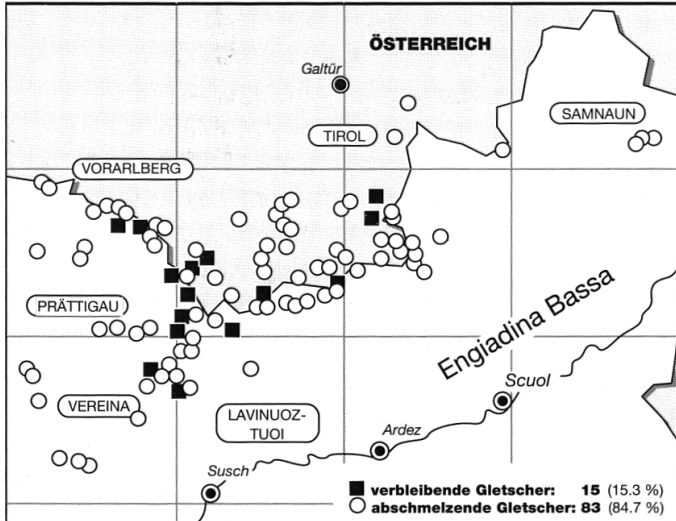 ÖSTERREICH
Galtür
SAMNAUN
TIROL
VORARLBERG
PRÄTTIGAU
Engiadina Bassa
Scuol
VEREINA
LAVINUOZ-
TUOI
Ardez
Susch
verbleibende Gletscher: 15 (15.3 %)
abschmelzende Gletscher: 83 (84.7 %)